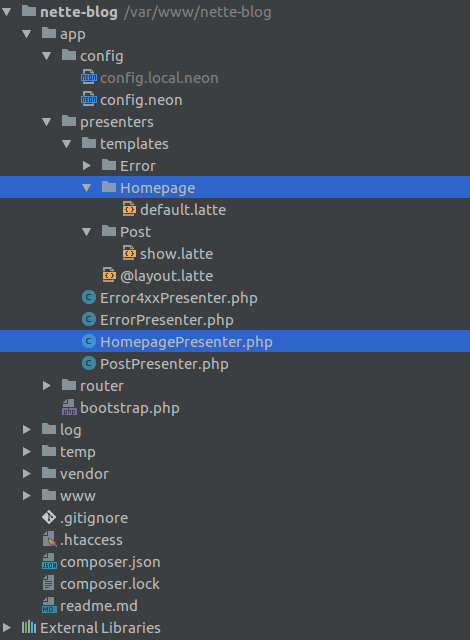 nette-blog /var/www/nette-blog
app
config
config.local.neon
config.neon
presenters
templates
Error
Homepage
default.latte
Post
show.latte
@layout.latte
Error4xxPresenter.php
ErrorPresenter.php
HomepagePresenter.php
PostPresenter.php
router
bootstrap.php
log
temp
vendor
www
.gitignore
.htaccess
composer.json
composer.lock
readme.md
External Libraries